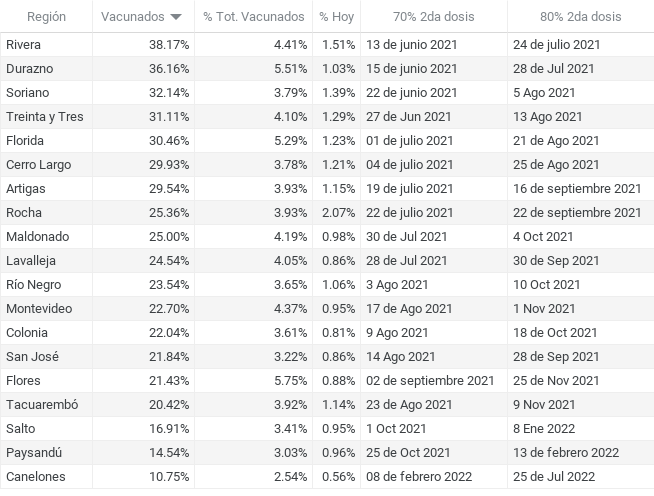 Región Vacunados % Tot. Vacunados % Hoy 70% 2da dosis 80% 2da dosis
Rivera 38.17% 4.41% 1.51% 13 de junio 2021 24 de julio 2021
Durazno 36.16% 5.51% 1.03% 15 de junio 2021 28 de Jul 2021
Soriano 32.14% 3.79% 1.39% 22 de junio 2021 5 Ago 2021
Treinta y Tres 31.11% 4.10% 1.29% 27 de Jun 2021 13 Ago 2021
Florida 30.46% 5.29% 1.23% 01 de julio 2021 21 de Ago 2021
Cerro Largo 29.93% 3.78% 1.21% 04 de julio 2021 25 de Ago 2021
Artigas 29.54% 3.93% 1.15% 19 de julio 2021 16 de septiembre 2021
Rocha 25.36% 3.93% 2.07% 22 de julio 2021 22 de septiembre 2021
Maldonado 25.00% 4.19% 0.98% 30 de Jul 2021 4 Oct 2021
Lavalleja 24.54% 4.05% 0.86% 28 de Jul 2021 30 de Sep 2021
Río Negro 23.54% 3.65% 1.06% 3 Ago 2021 10 Oct 2021
Montevideo 22.70% 4.37% 0.95% 17 de Ago 2021 1 Nov 2021
Colonia 22.04% 3.61% 0.81% 9 Ago 2021 18 de Oct 2021
San José 21.84% 3.22% 0.86% 14 Ago 2021 28 de Sep 2021
Flores 21.43% 5.75% 0.88% 02 de septiembre 2021 25 de Nov 2021
Tacuarembó 20.42% 3.92% 1.14% 23 de Ago 2021 9 Nov 2021
Salto 16.91% 3.41% 0.95% 1 Oct 2021 8 Ene 2022
Paysandú 14.54% 3.03% 0.96% 25 de Oct 2021 13 de febrero 2022
Canelones 10.75% 2.54% 0.56% 08 de febrero 2022 25 de Jul 2022